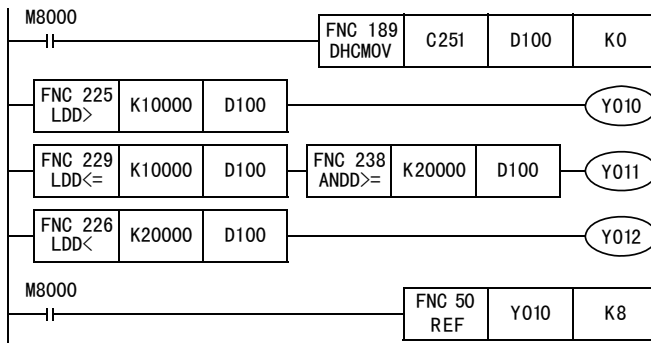 M8000
FNC 189 DHCMOV C251 D100 K0
FNC 225 LDD> K10000 D100 Y010
FNC 229 LDD<= K10000 D100 FNC 238 ANDD>= K20000 D100 Y011
FNC 226 LDD< K20000 D100 Y012
M8000
FNC 50 REF Y010 K8